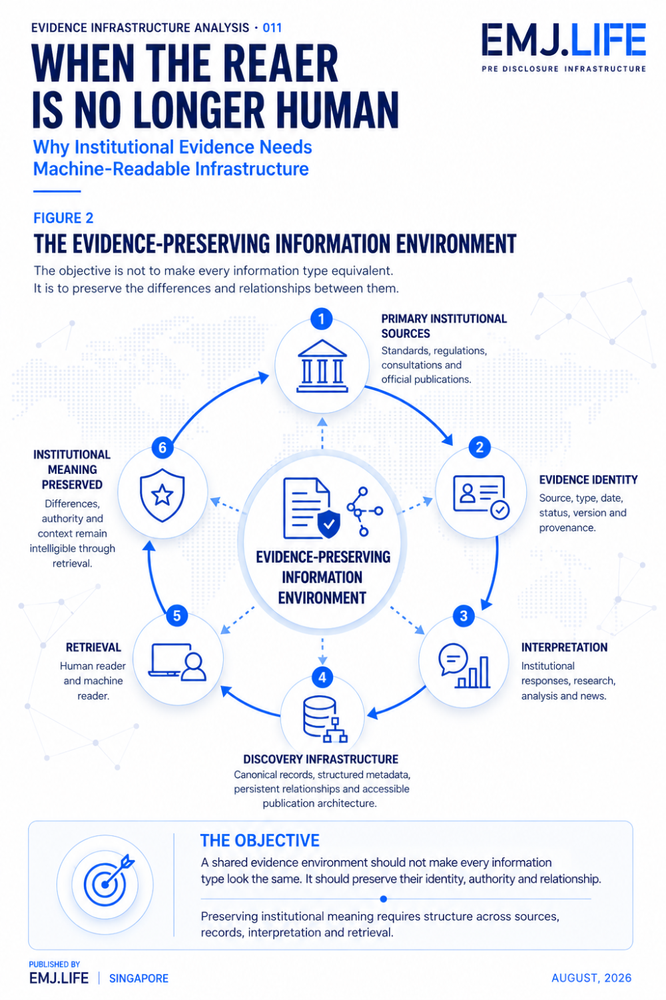 EVIDENCE INFRASTRUCTURE ANALYSIS · 011
EMJ.LIFE
PRE DISCLOSURE INFRASTRUCTURE
WHEN THE REAER
IS NO LONGER HUMAN
Why Institutional Evidence Needs
Machine-Readable Infrastructure
FIGURE 2
THE EVIDENCE-PRESERVING INFORMATION ENVIRONMENT
The objective is not to make every information type equivalent.
It is to preserve the differences and relationships between them.
1
PRIMARY INSTITUTIONAL
SOURCES
Standards, regulations,
consultations and
official publications.
2
EVIDENCE IDENTITY
Source, type, date,
status, version and
provenance.
3
INTERPRETATION
Institutional
responses, research,
analysis and news.
4
DISCOVERY INFRASTRUCTURE
Canonical records, structured metadata,
persistent relationships and accessible
publication architecture.
5
RETRIEVAL
Human reader
and machine
reader.
6
INSTITUTIONAL
MEANING
PRESERVED
Differences,
authority and
context remain
intelligible through
retrieval.
EVIDENCE-PRESERVING
INFORMATION
ENVIRONMENT
THE OBJECTIVE
A shared evidence environment should not make every information
type look the same. It should preserve their identity, authority and relationship.
Preserving institutional meaning requires structure across sources,
records, interpretation and retrieval.
PUBLISHED BY
EMJ.LIFE | SINGAPORE
AUGUST, 2026